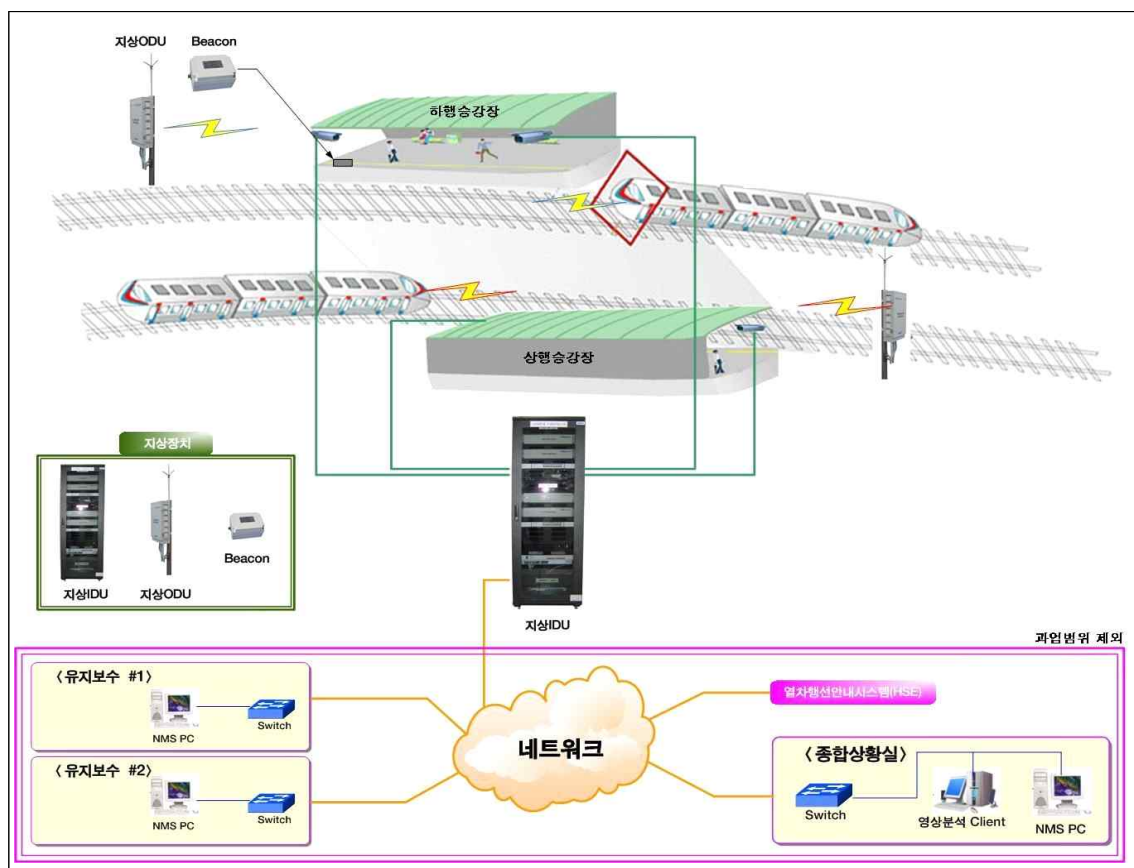 지상ODU
Beacon
하행승강장
상행승강장
지상장치
지상IDU
지상ODU
Beacon
지상IDU
과업범위 제외
〈 유지보수 #1〉
NMS PC
Switch
〈 유지보수 #2〉
NMS PC
Switch
네트워크
열차행선안내시스템(HSE)
〈 종합상황실〉
Switch
영상분석 Client
NMS PC